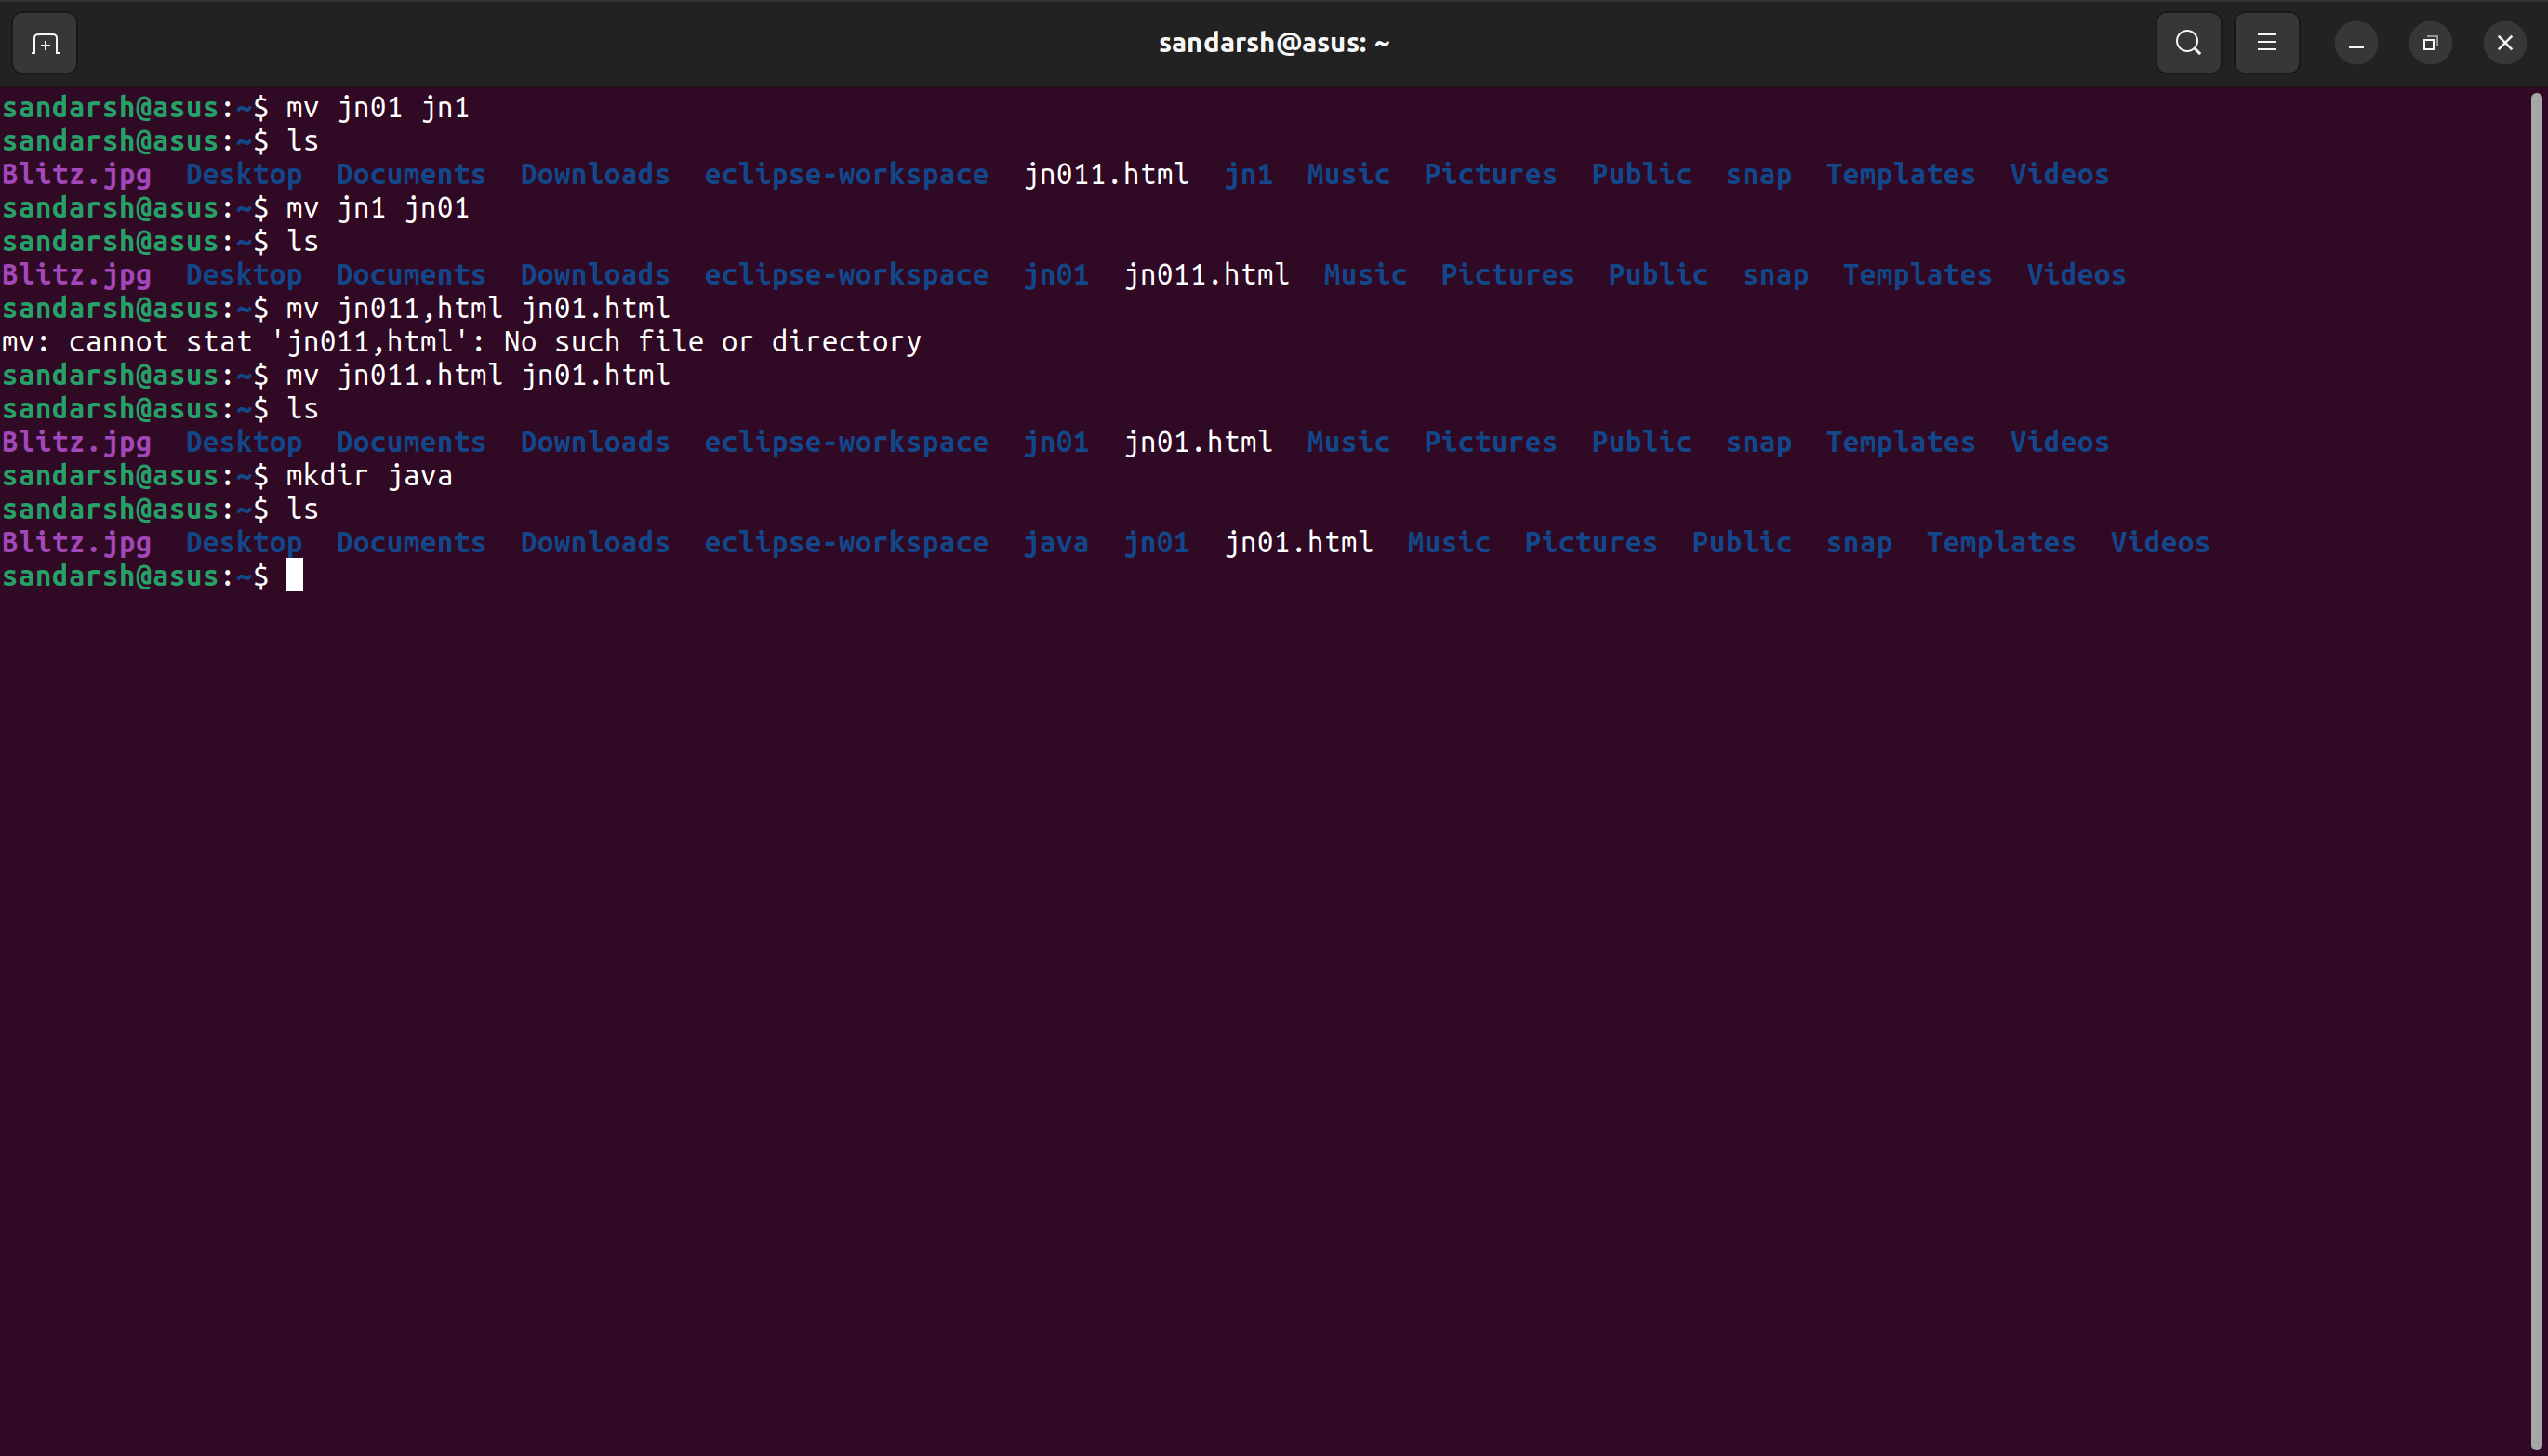 sandarsh@asus: ~
sandarsh@asus:~$ mv jn01 jn1
sandarsh@asus:~$ ls
Blitz.jpg  Desktop  Documents  Downloads  eclipse-workspace  jn011.html  jn1  Music  Pictures  Public  snap  Templates  Videos
sandarsh@asus:~$ mv jn1 jn01
sandarsh@asus:~$ ls
Blitz.jpg  Desktop  Documents  Downloads  eclipse-workspace  jn01  jn011.html  Music  Pictures  Public  snap  Templates  Videos
sandarsh@asus:~$ mv jn011,html jn01.html
mv: cannot stat 'jn011,html': No such file or directory
sandarsh@asus:~$ mv jn011.html jn01.html
sandarsh@asus:~$ ls
Blitz.jpg  Desktop  Documents  Downloads  eclipse-workspace  jn01  jn01.html  Music  Pictures  Public  snap  Templates  Videos
sandarsh@asus:~$ mkdir java
sandarsh@asus:~$ ls
Blitz.jpg  Desktop  Documents  Downloads  eclipse-workspace  java  jn01  jn01.html  Music  Pictures  Public  snap  Templates  Videos
sandarsh@asus:~$